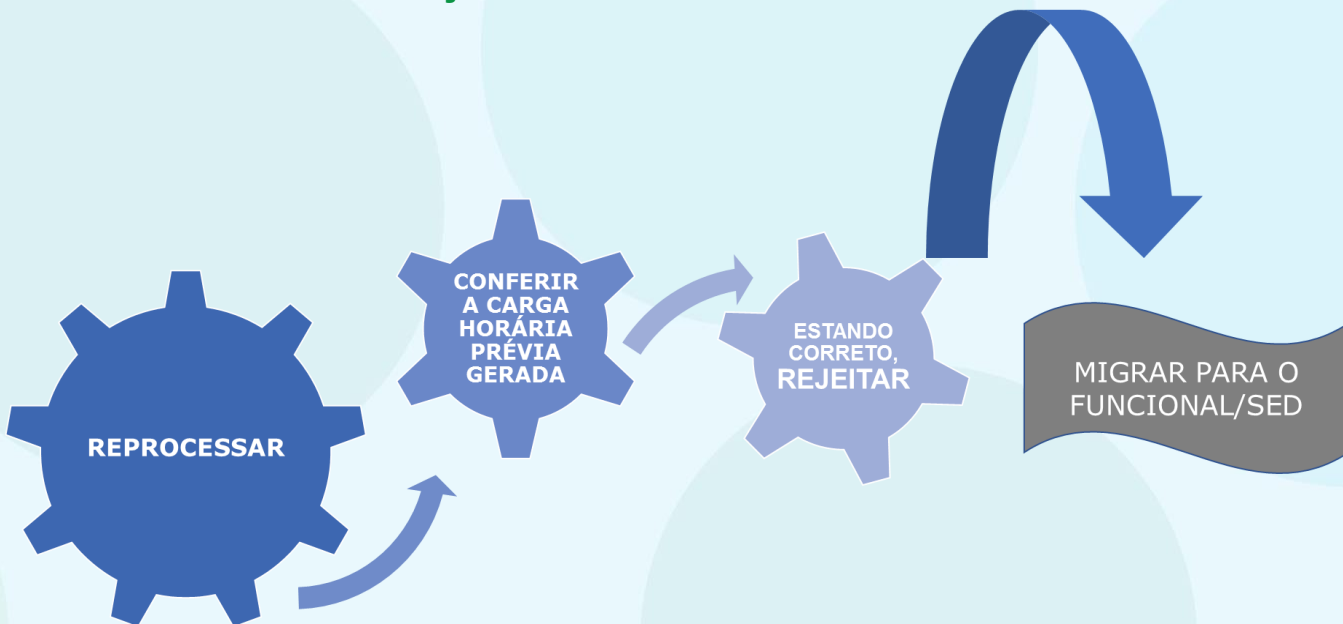 REPROCESSAR
CONFERIR
A CARGA
HORÁRIA
PRÉVIA
GERADA
ESTANDO
CORRETO,
REJEITAR
MIGRAR PARA O
FUNCIONAL/SED